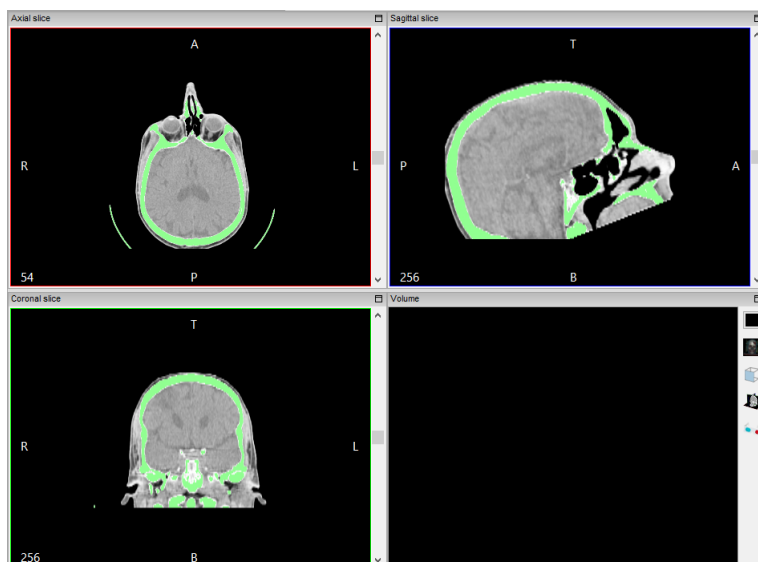 Axial slice
A
R
L
54
P
Sagittal slice
T
P
A
256
B
Coronal slice
T
R
L
256
B
Volume